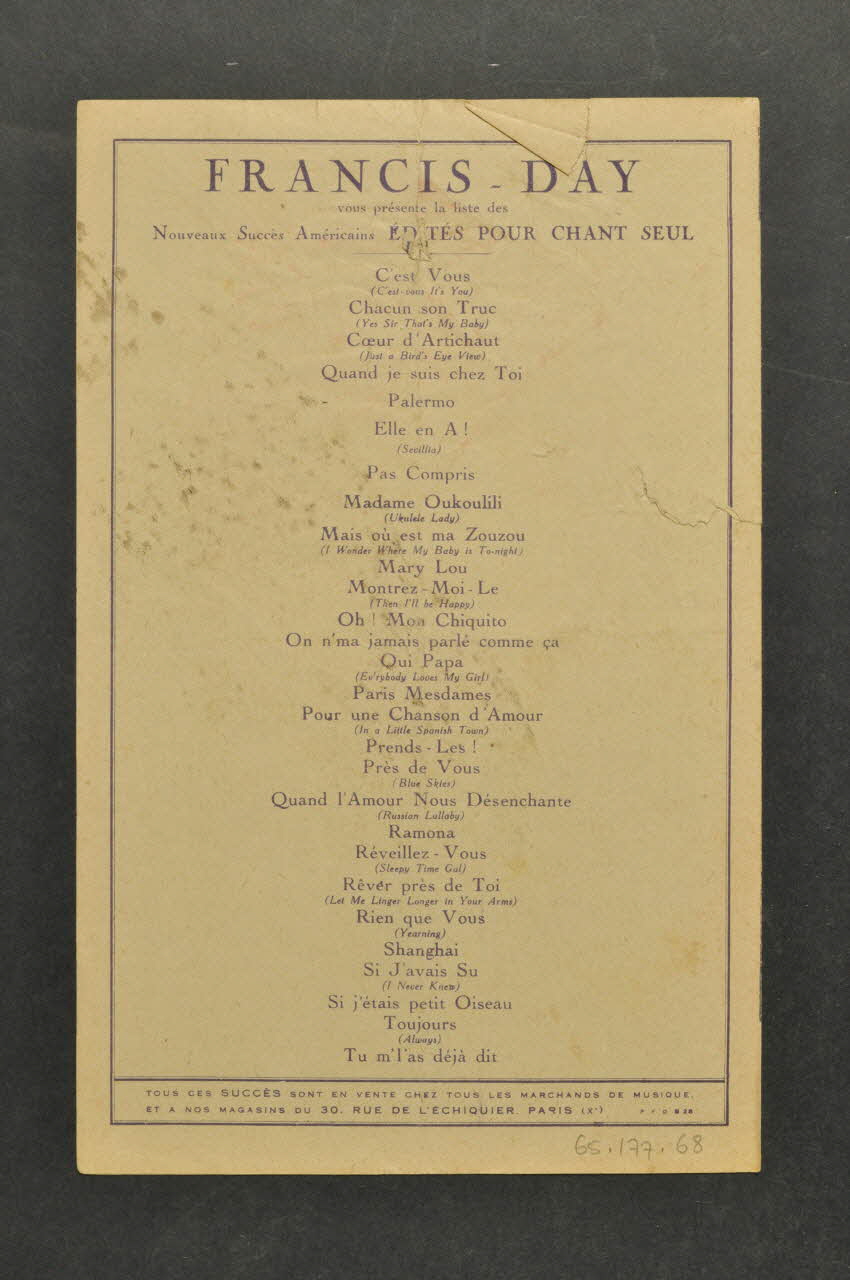 FRANCIS - DAY
vous présente la liste des
Nouveaux Succès Américains ÉDITÉS POUR CHANT SEUL
C'est Vous
(C'est-vous It's You)
Chacun son Truc
(Yes Sir That's My Baby)
Cœur d'Artichaut
(Just a Bird's Eye View)
Quand je suis chez Toi
Palermo
Elle en A !
(Sevillia)
Pas Compris
Madame Oukoulili
(Ukulele Lady)
Mais où est ma Zouzou
(I Wonder Where My Baby is To-night)
Mary Lou
Montrez-Moi-Le
(Then I'll be Happy)
Oh ! Mon Chiquito
On n'ma jamais parlé comme ça
Oui Papa
(Ev'rybody Loves My Girl)
Paris Mesdames
Pour une Chanson d'Amour
(In a Little Spanish Town)
Prends-Les !
Près de Vous
(Blue Skies)
Quand l'Amour Nous Désenchante
(Russian Lullaby)
Ramona
Réveillez-Vous
(Sleepy Time Gal)
Rêver près de Toi
(Let Me Linger Longer in Your Arms)
Rien que Vous
(Yearning)
Shanghai
Si J'avais Su
(I Never Knew)
Si j'étais petit Oiseau
Toujours
(Always)
Tu m'l'as déjà dit
TOUS CES SUCCÈS SONT EN VENTE CHEZ TOUS LES MARCHANDS DE MUSIQUE.
ET A NOS MAGASINS DU 30. RUE DE L'ÉCHIQUIER. PARIS (Xe)
65.177.68